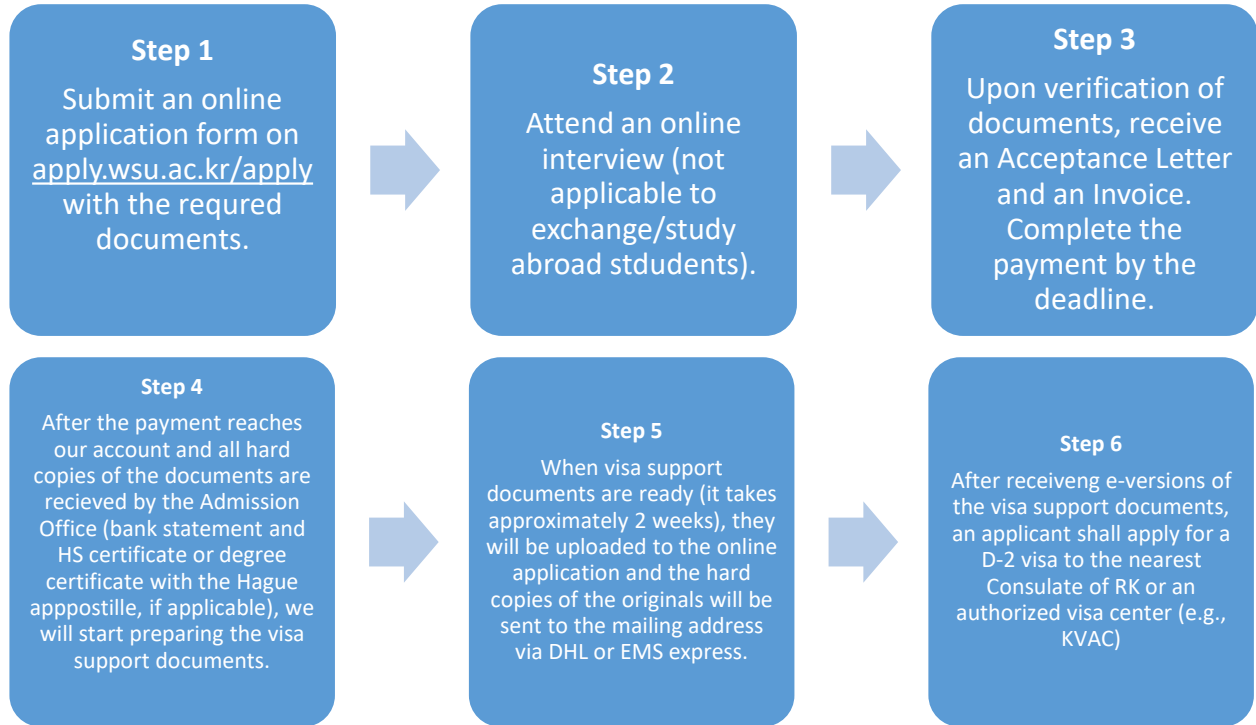 Step 1
Submit an online
application form on
apply.wsu.ac.kr/apply
with the requred
documents.
Step 2
Attend an online
interview (not
applicable to
exchange/study
abroad stdudents).
Step 3
Upon verification of
documents, receive
an Acceptance Letter
and an Invoice.
Complete the
payment by the
deadline.
Step 4
After the payment reaches
our account and all hard
copies of the documents are
recieved by the Admission
Office (bank statement and
HS certificate or degree
certificate with the Hague
apppostille, if applicable), we
will start preparing the visa
support documents.
Step 5
When visa support
documents are ready (it takes
approximately 2 weeks), they
will be uploaded to the online
application and the hard
copies of the originals will be
sent to the mailing address
via DHL or EMS express.
Step 6
After receiveng e-versions of
the visa support documents,
an applicant shall apply for a
D-2 visa to the nearest
Consulate of RK or an
authorized visa center (e.g.,
KVAC)